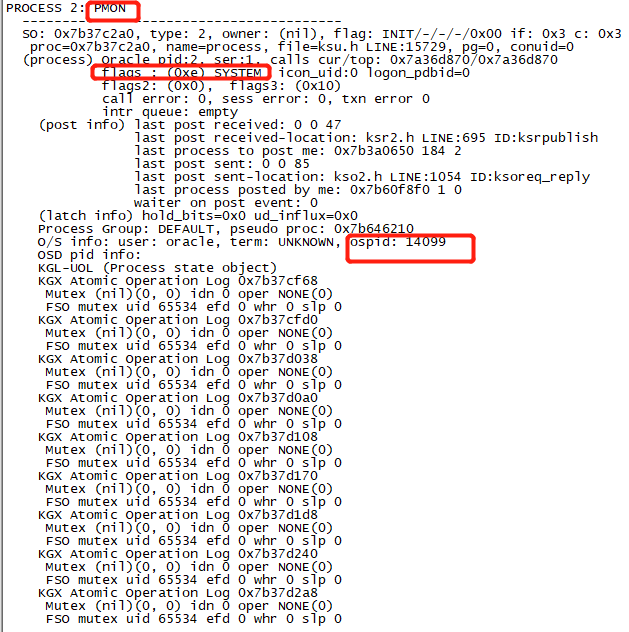 PROCESS 2: PMON
----------------------------------------
SO: 0x7b37c2a0, type: 2, owner: (nil), flag: INIT/-/-/-/0x00 if: 0x3 c: 0x3
proc=0x7b37c2a0, name=process, file=ksu.h LINE:15729, pg=0, conuid=0
(process) Oracle pid:2, ser:1, calls cur/top: 0x7a36d870/0x7a36d870
flags : (0xe) SYSTEM icon_uid:0 logon_pdbid=0
flags2: (0x0), flags3: (0x10)
call error: 0, sess error: 0, txn error 0
intr queue: empty
(post info) last post received: 0 0 47
last post received-location: ksr2.h LINE:695 ID:ksrpublish
last process to post me: 0x7b3a0650 184 2
last post sent: 0 0 85
last post sent-location: kso2.h LINE:1054 ID:ksoreq_reply
last process posted by me: 0x7b60f8f0 1 0
waiter on post event: 0
(latch info) hold_bits=0x0 ud_influx=0x0
Process Group: DEFAULT, pseudo proc: 0x7b646210
O/S info: user: oracle, term: UNKNOWN, ospid: 14099
OSD pid info:
KGL-UOL (Process state object)
KGX Atomic Operation Log 0x7b37cf68
Mutex (nil)(0, 0) idn 0 oper NONE(0)
FSO mutex uid 65534 efd 0 whr 0 slp 0
KGX Atomic Operation Log 0x7b37cfd0
Mutex (nil)(0, 0) idn 0 oper NONE(0)
FSO mutex uid 65534 efd 0 whr 0 slp 0
KGX Atomic Operation Log 0x7b37d038
Mutex (nil)(0, 0) idn 0 oper NONE(0)
FSO mutex uid 65534 efd 0 whr 0 slp 0
KGX Atomic Operation Log 0x7b37d0a0
Mutex (nil)(0, 0) idn 0 oper NONE(0)
FSO mutex uid 65534 efd 0 whr 0 slp 0
KGX Atomic Operation Log 0x7b37d108
Mutex (nil)(0, 0) idn 0 oper NONE(0)
FSO mutex uid 65534 efd 0 whr 0 slp 0
KGX Atomic Operation Log 0x7b37d170
Mutex (nil)(0, 0) idn 0 oper NONE(0)
FSO mutex uid 65534 efd 0 whr 0 slp 0
KGX Atomic Operation Log 0x7b37d1d8
Mutex (nil)(0, 0) idn 0 oper NONE(0)
FSO mutex uid 65534 efd 0 whr 0 slp 0
KGX Atomic Operation Log 0x7b37d240
Mutex (nil)(0, 0) idn 0 oper NONE(0)
FSO mutex uid 65534 efd 0 whr 0 slp 0
KGX Atomic Operation Log 0x7b37d2a8
Mutex (nil)(0, 0) idn 0 oper NONE(0)
FSO mutex uid 65534 efd 0 whr 0 slp 0